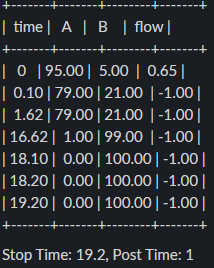 +-------+-------+--------+-------+
| time | A | B | flow |
+-------+-------+--------+-------+
| 0 | 95.00 | 5.00 | 0.65 |
| 0.10 | 79.00 | 21.00 | -1.00 |
| 1.62 | 79.00 | 21.00 | -1.00 |
| 16.62 | 1.00 | 99.00 | -1.00 |
| 18.10 | 0.00 | 100.00 | -1.00 |
| 18.20 | 0.00 | 100.00 | -1.00 |
| 19.20 | 0.00 | 100.00 | -1.00 |
+-------+-------+--------+-------+
Stop Time: 19.2, Post Time: 1